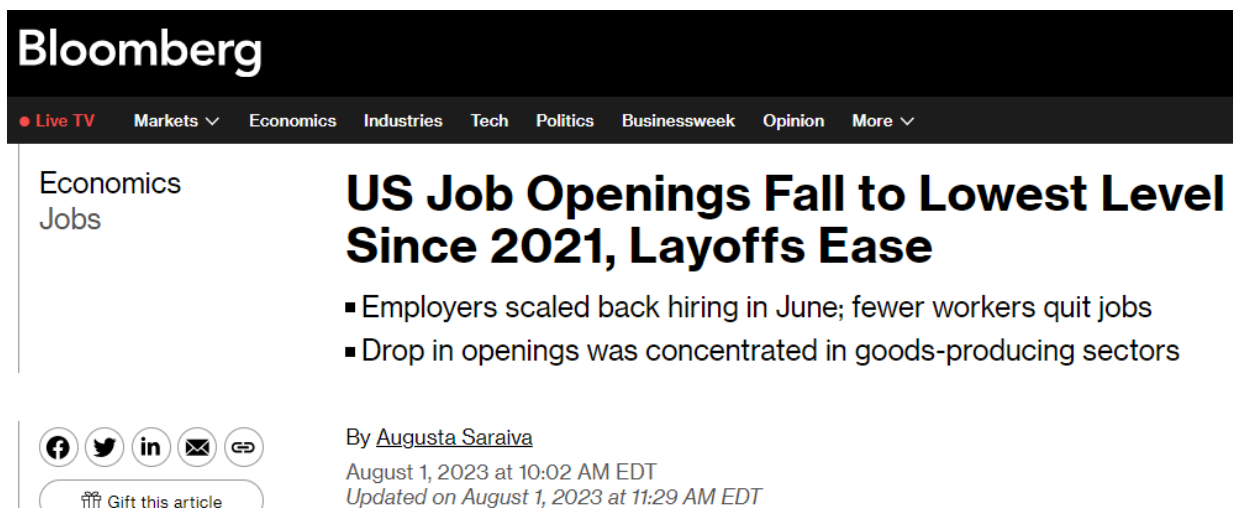 Bloomberg
Live TV Markets Economics Industries Tech Politics Businessweek Opinion More
Economics
Jobs
US Job Openings Fall to Lowest Level
Since 2021, Layoffs Ease
Employers scaled back hiring in June; fewer workers quit jobs
Drop in openings was concentrated in goods-producing sectors
By Augusta Saraiva
August 1, 2023 at 10:02 AM EDT
Updated on August 1, 2023 at 11:29 AM EDT
Gift this article